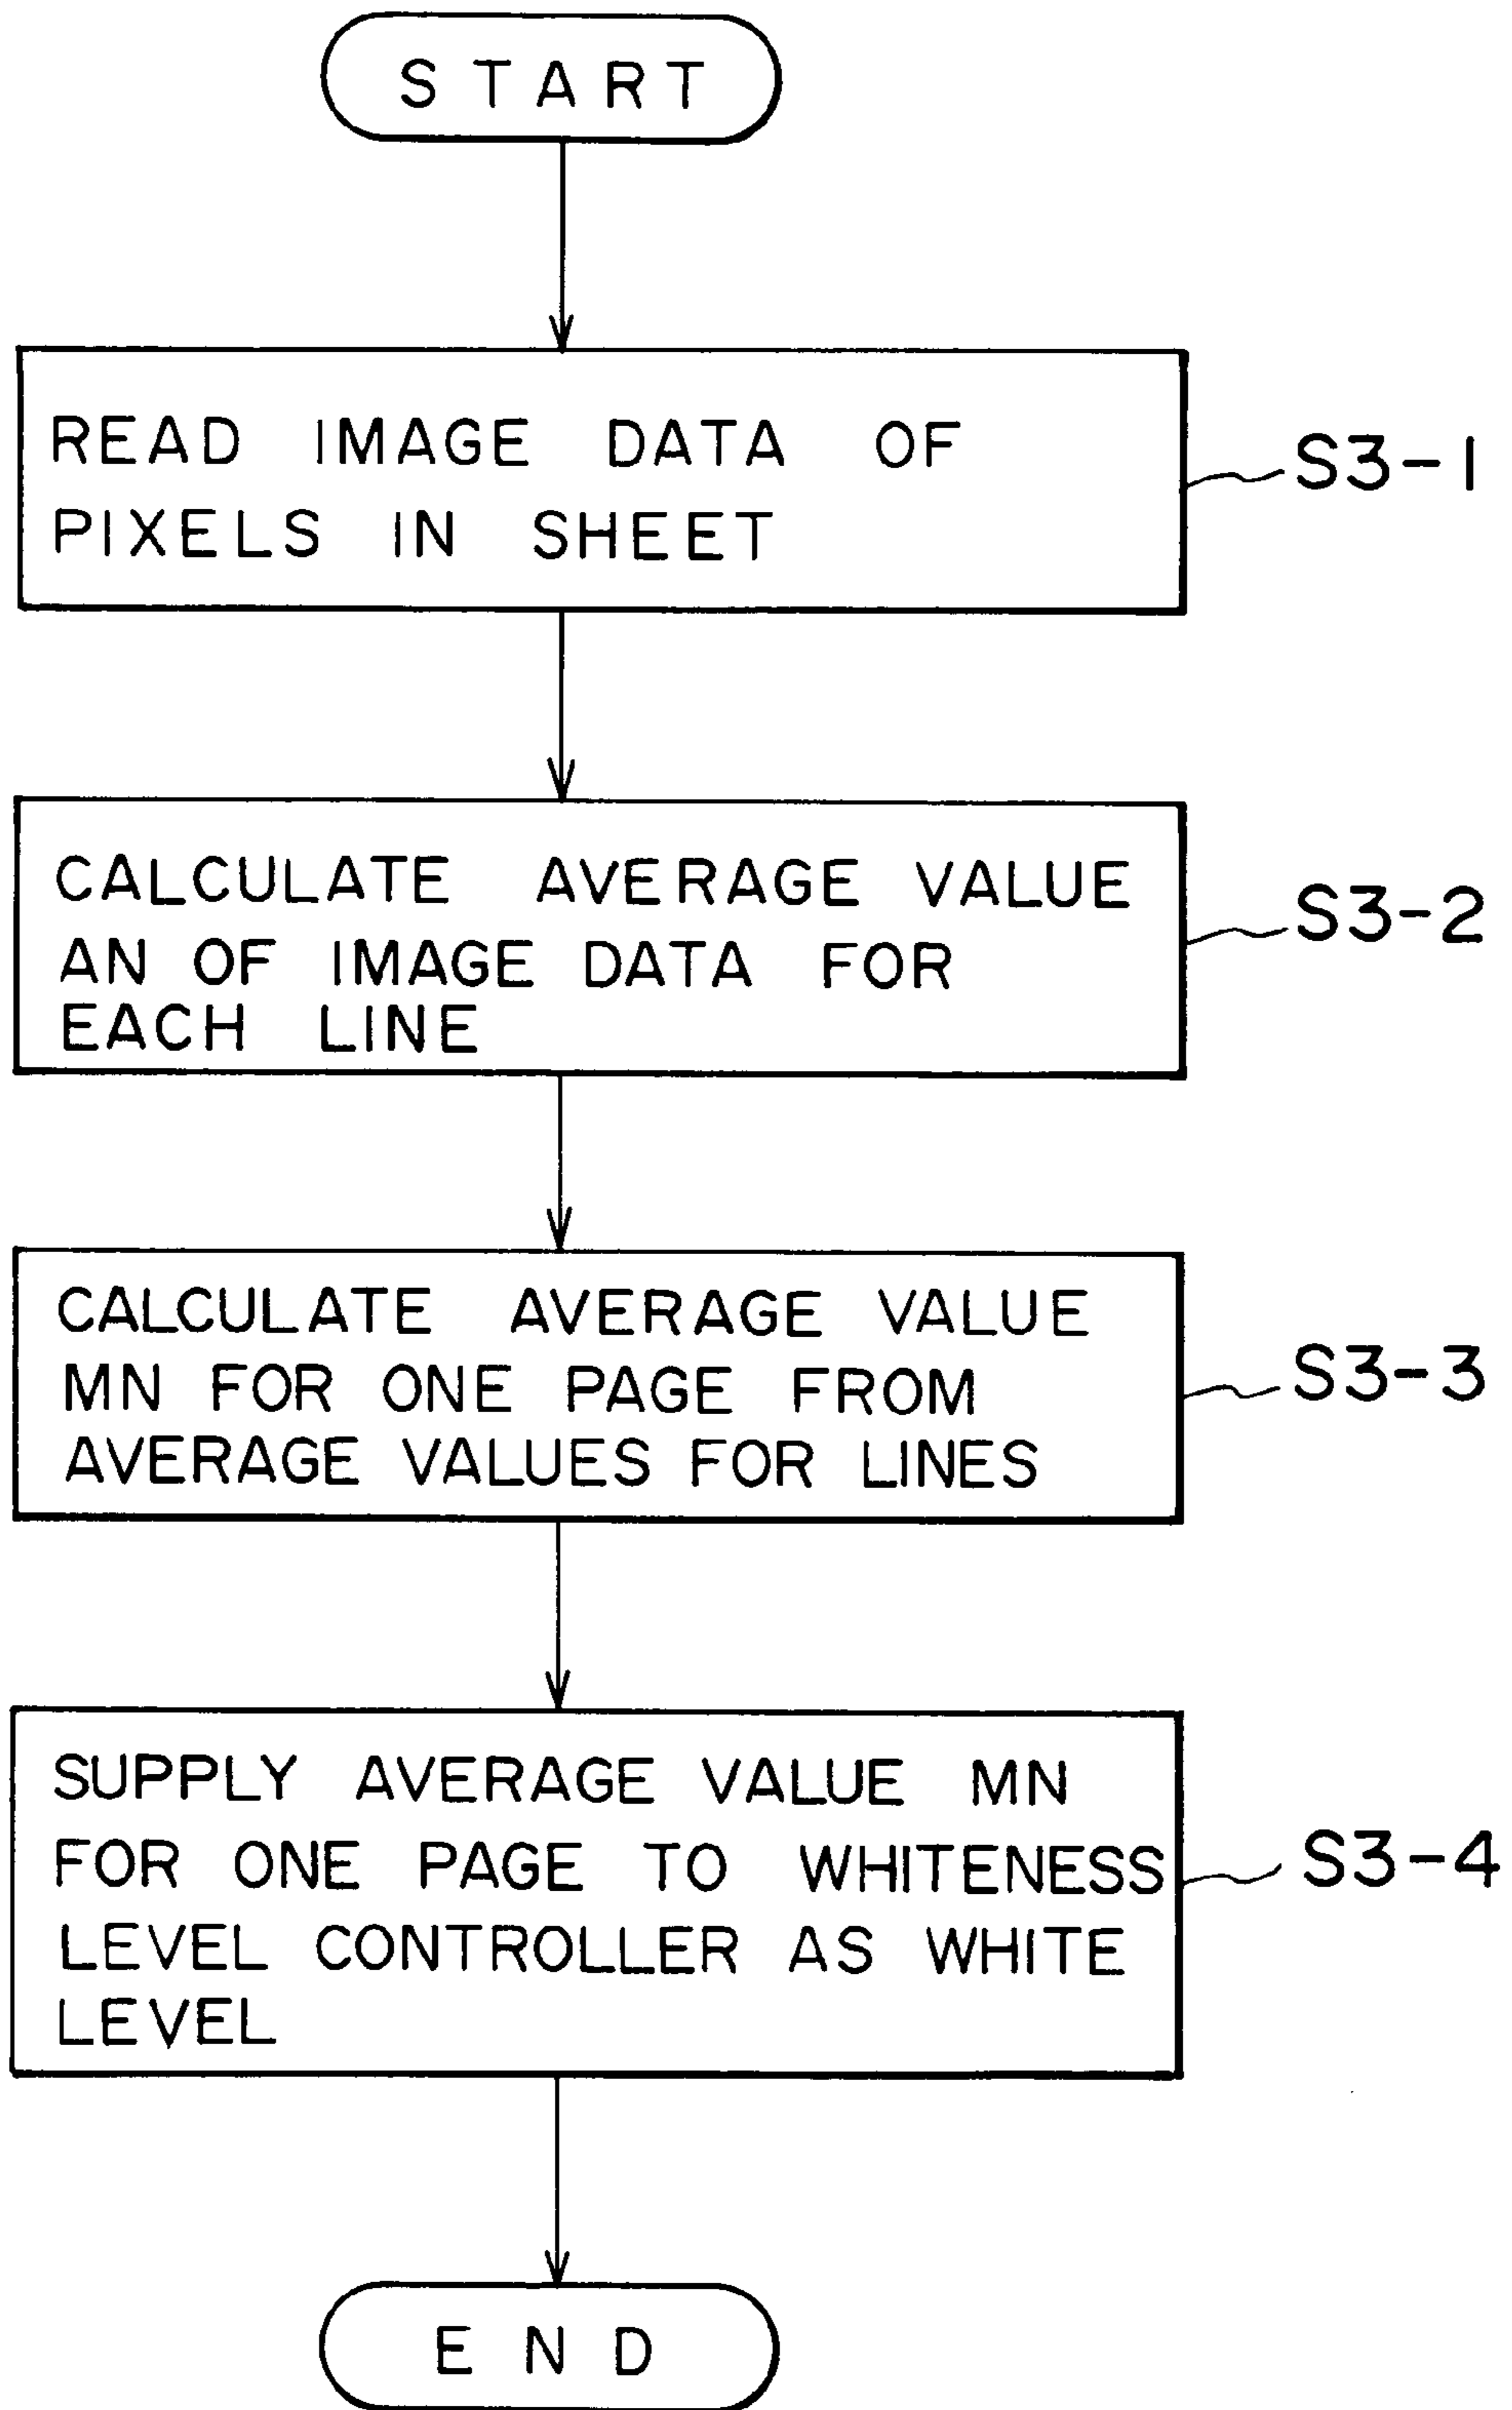 START
READ IMAGE DATA OF
PIXELS IN SHEET
S3-1
CALCULATE AVERAGE VALUE
AN OF IMAGE DATA FOR
EACH LINE
S3-2
CALCULATE AVERAGE VALUE
MN FOR ONE PAGE FROM
AVERAGE VALUES FOR LINES
S3-3
SUPPLY AVERAGE VALUE MN
FOR ONE PAGE TO WHITENESS
LEVEL CONTROLLER AS WHITE
LEVEL
S3-4
END